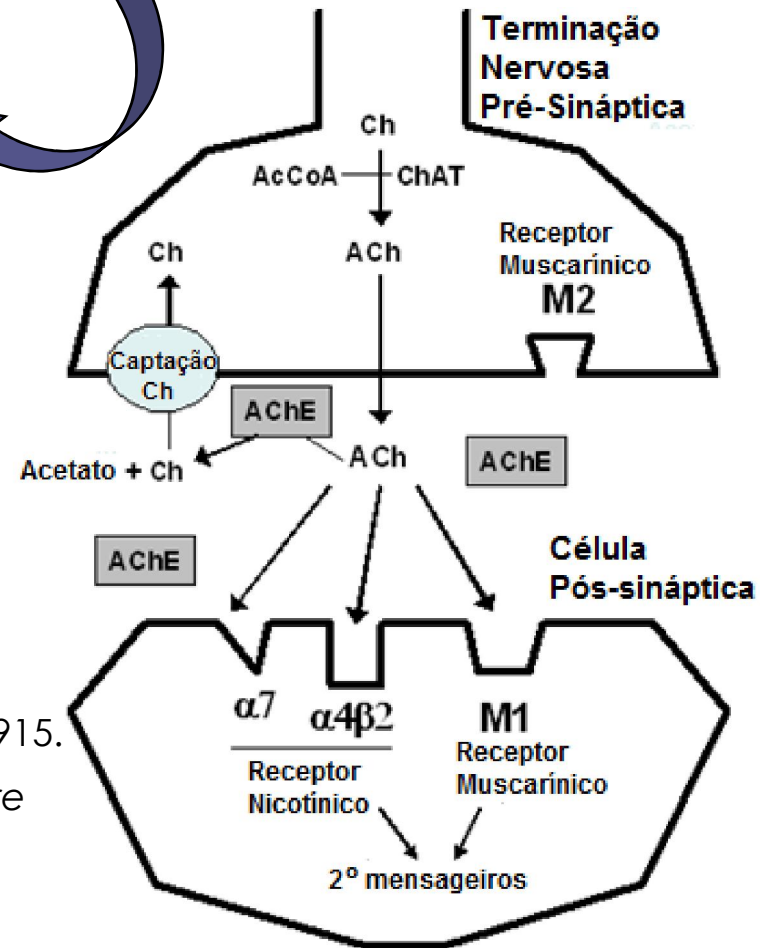 Terminação
Nervosa
Pré-Sináptica
Ch
AcCoA
ChAT
Ch
ACh
Receptor
Muscarínico
M2
Captação
Ch
AChE
Acetato + Ch
ACh
AChE
AChE
Célula
Pós-sináptica
α7
α4β2
M1
Receptor
Nicotínico
Receptor
Muscarínico
2º mensageiros
915.